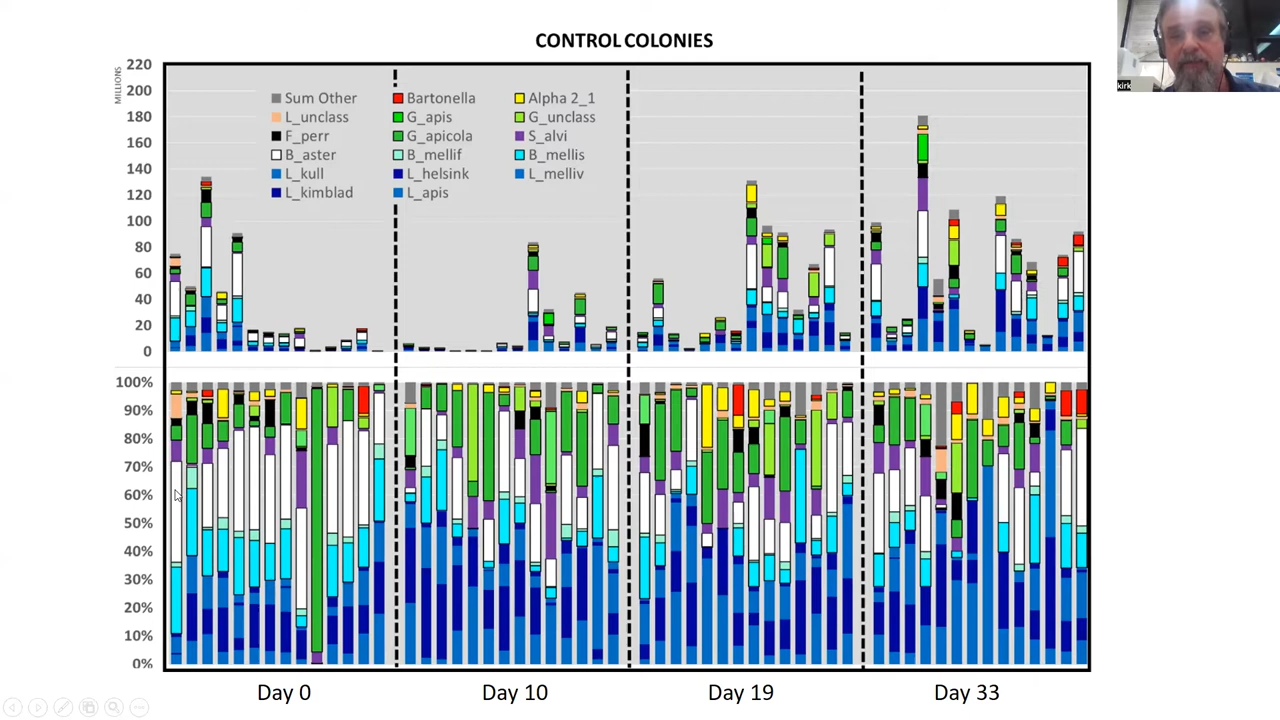 CONTROL COLONIES
MILLIONS
220
200
180
160
140
120
100
80
60
40
20
0
Sum Other Bartonella Alpha 2_1
L_unclass G_apis G_unclass
F_perr G_apicola S_alvi
B_aster B_mellif B_mellis
L_kull L_helsink L_melliv
L_kimblad L_apis
100%
90%
80%
70%
60%
50%
40%
30%
20%
10%
0%
Day 0 Day 10 Day 19 Day 33
kirk